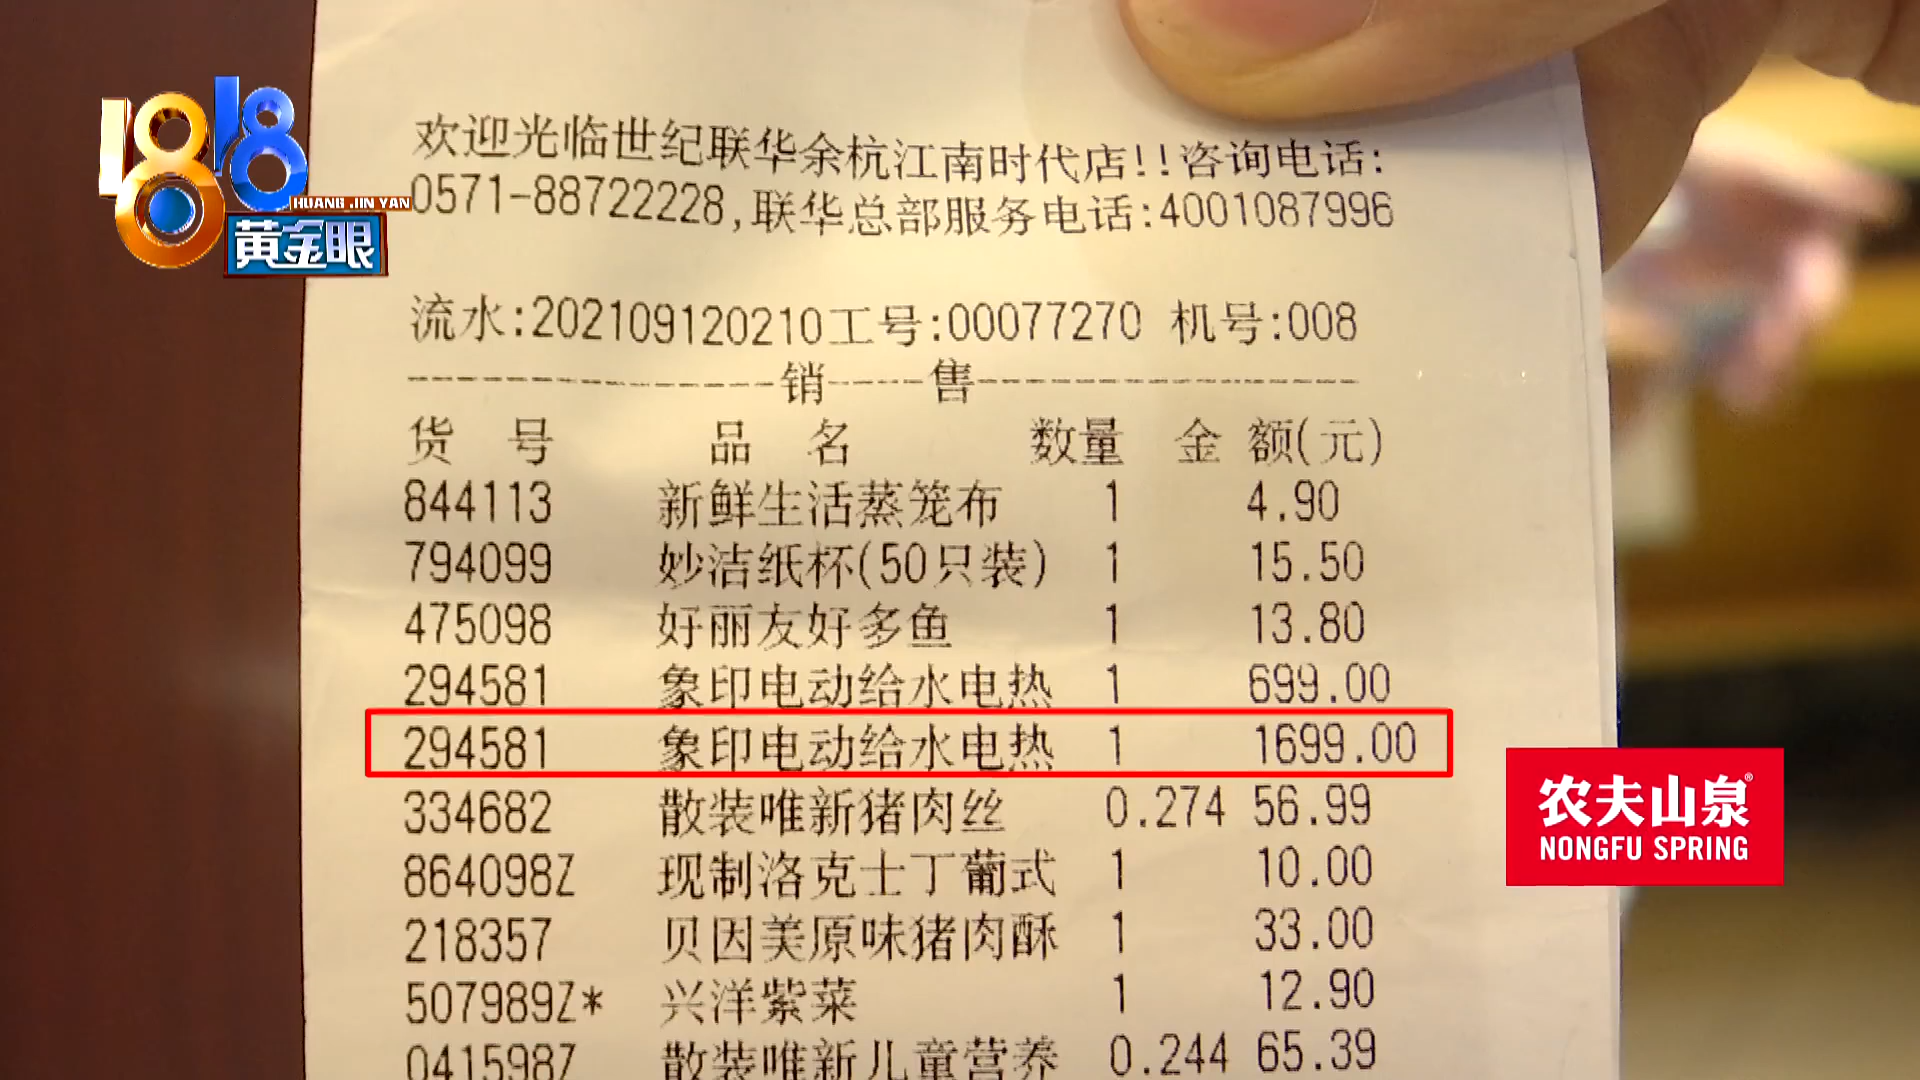 1818
HUANG JIN YAN
黄金眼
欢迎光临世纪联华余杭江南时代店!!咨询电话:
0571-88722228,联华总部服务电话:4001087996
流水:202109120210工号:00077270 机号:008
--------------------销-----售--------------------
货 号 品 名 数量 金 额(元)
844113 新鲜生活蒸笼布 1 4.90
794099 妙洁纸杯(50只装) 1 15.50
475098 好丽友好多鱼 1 13.80
294581 象印电动给水电热 1 699.00
294581 象印电动给水电热 1 1699.00
334682 散装唯新猪肉丝 0.274 56.99
864098Z 现制洛克士丁葡式 1 10.00
218357 贝因美原味猪肉酥 1 33.00
507989Z* 兴洋紫菜 1 12.90
041598Z 散装唯新儿童营养 0.244 65.39
农夫山泉®
NONGFU SPRING